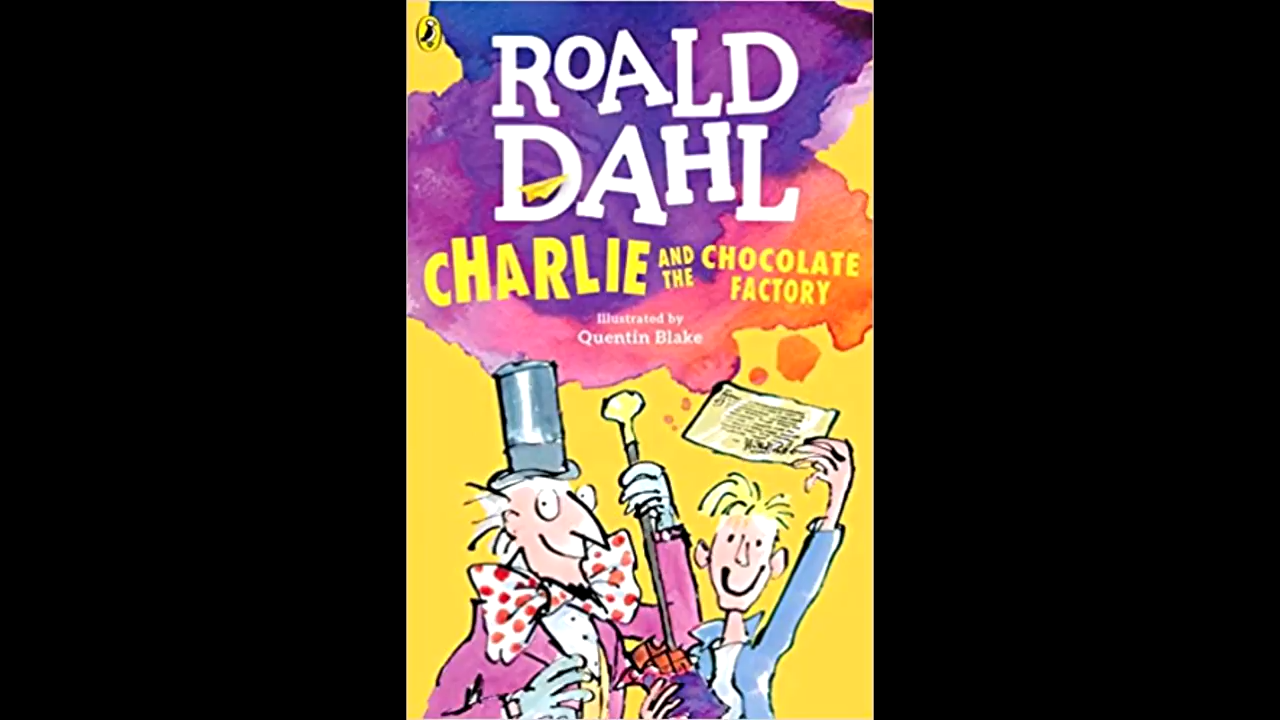 ROALD
DAHL
CHARLIE AND THE CHOCOLATE FACTORY
Illustrated by
Quentin Blake